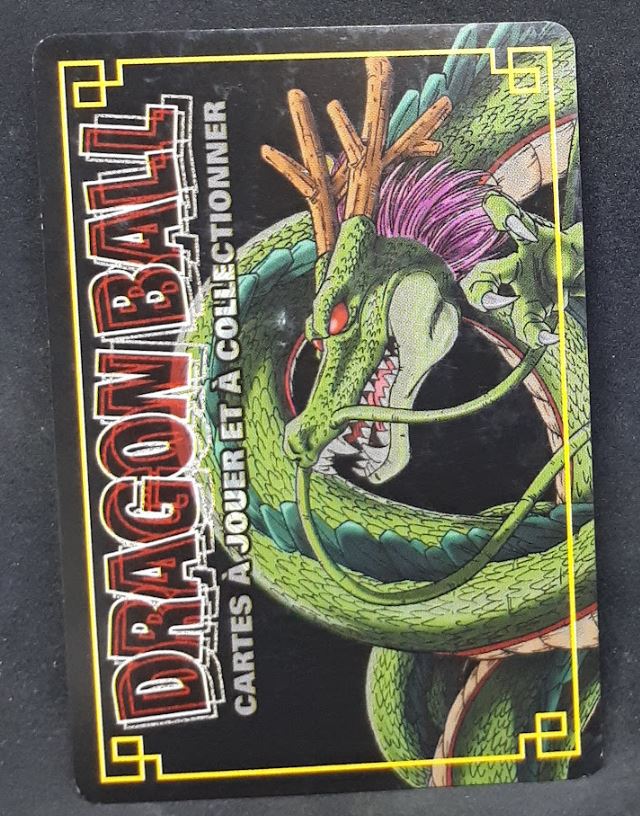 DRAGON BALL
CARTES À JOUER ET À COLLECTIONNER